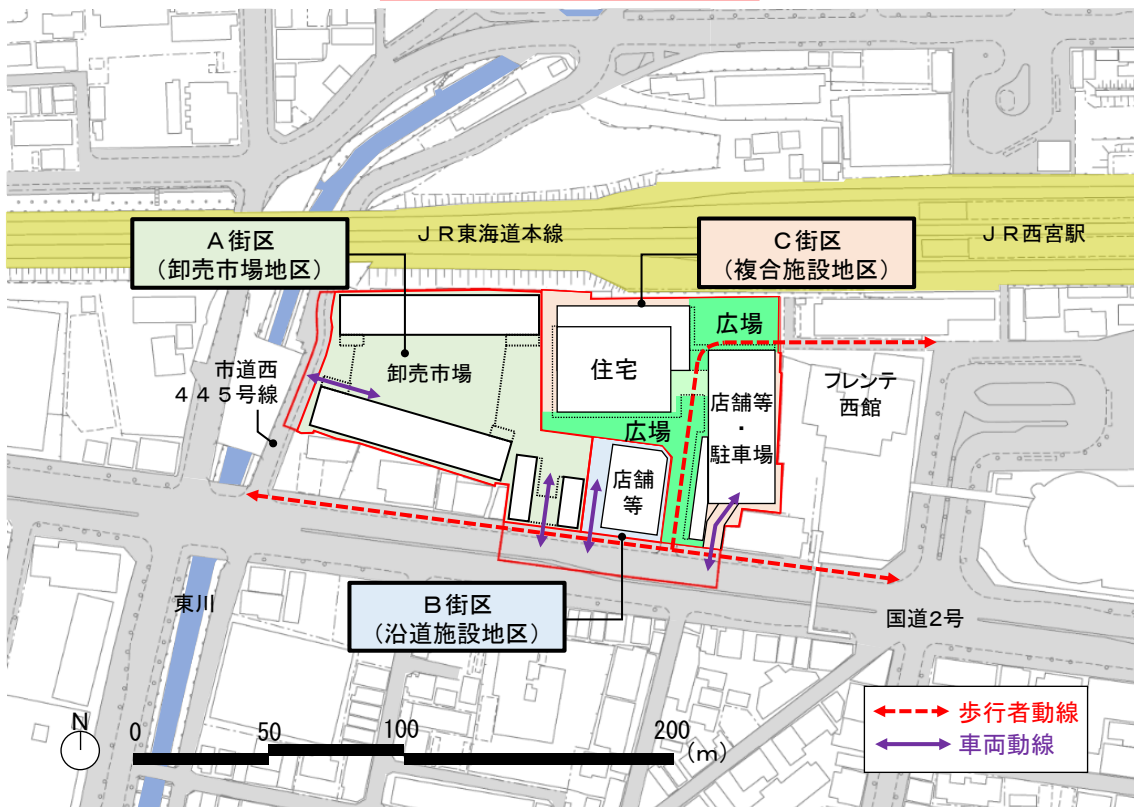 JR東海道本線
JR西宮駅
A街区
(卸売市場地区)
C街区
(複合施設地区)
広場
住宅
卸売市場
店舗等
・
駐車場
フレンテ
西館
市道西
445号線
広場
店舗
等
B街区
(沿道施設地区)
東川
国道2号
歩行者動線
車両動線
N
0 50 100 200
(m)